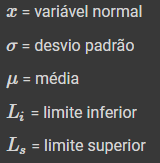 x = variável normal
σ = desvio padrão
μ = média
Lᵢ = limite inferior
Lₛ = limite superior